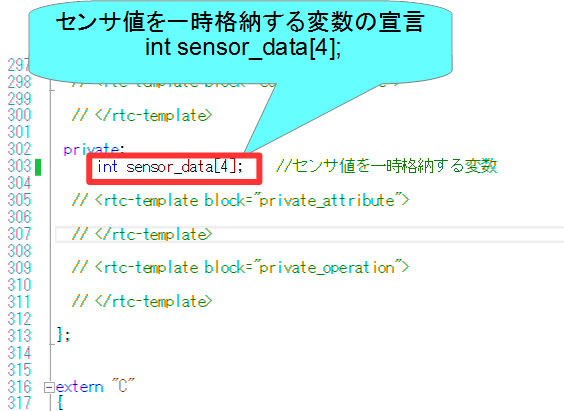 センサ値を一時格納する変数の宣言
int sensor_data[4];
297
298 // <rtc-template block="
299
300 // </rtc-template>
301
302 private:
303 int sensor_data[4]; //センサ値を一時格納する変数
304
305 // <rtc-template block="private_attribute">
306
307 // </rtc-template>
308
309 // <rtc-template block="private_operation">
310
311 // </rtc-template>
312
313 };
314
315
316 extern "C"
317 {